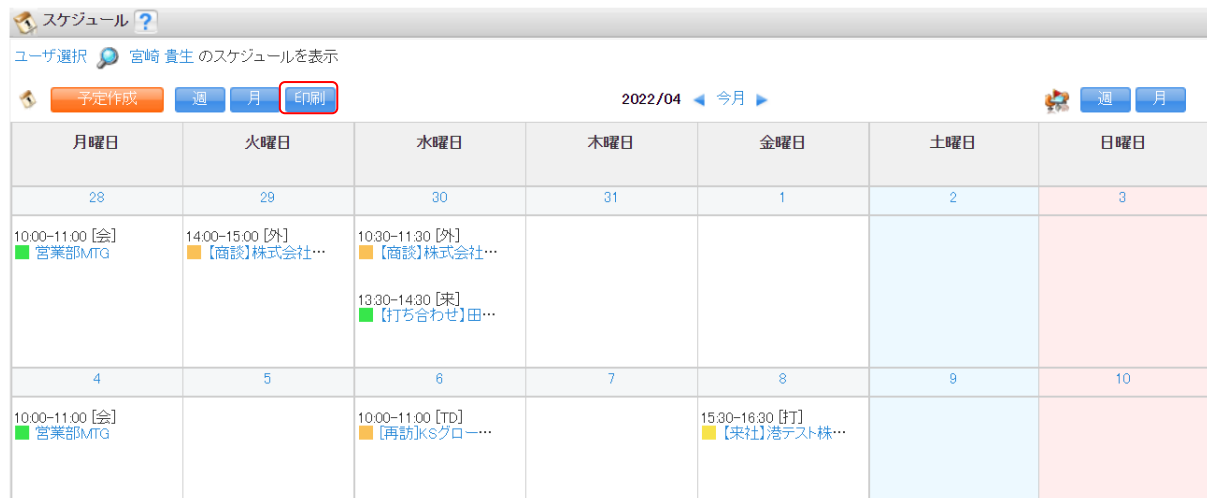 スケジュール ?
ユーザ選択 宮崎 貴生 のスケジュールを表示
予定作成 週 月 印刷 2022/04 今月 週 月
月曜日 火曜日 水曜日 木曜日 金曜日 土曜日 日曜日
28 29 30 31 1 2 3
10:00-11:00 [会] 14:00-15:00 [外] 10:30-11:30 [外]
営業部MTG 【商談】株式会社… 【商談】株式会社…
13:30-14:30 [来]
【打ち合わせ】田…
4 5 6 7 8 9 10
10:00-11:00 [会] 10:00-11:00 [TD] 15:30-16:30 [打]
営業部MTG [再訪]KSグロー… 【来社】港テスト株…